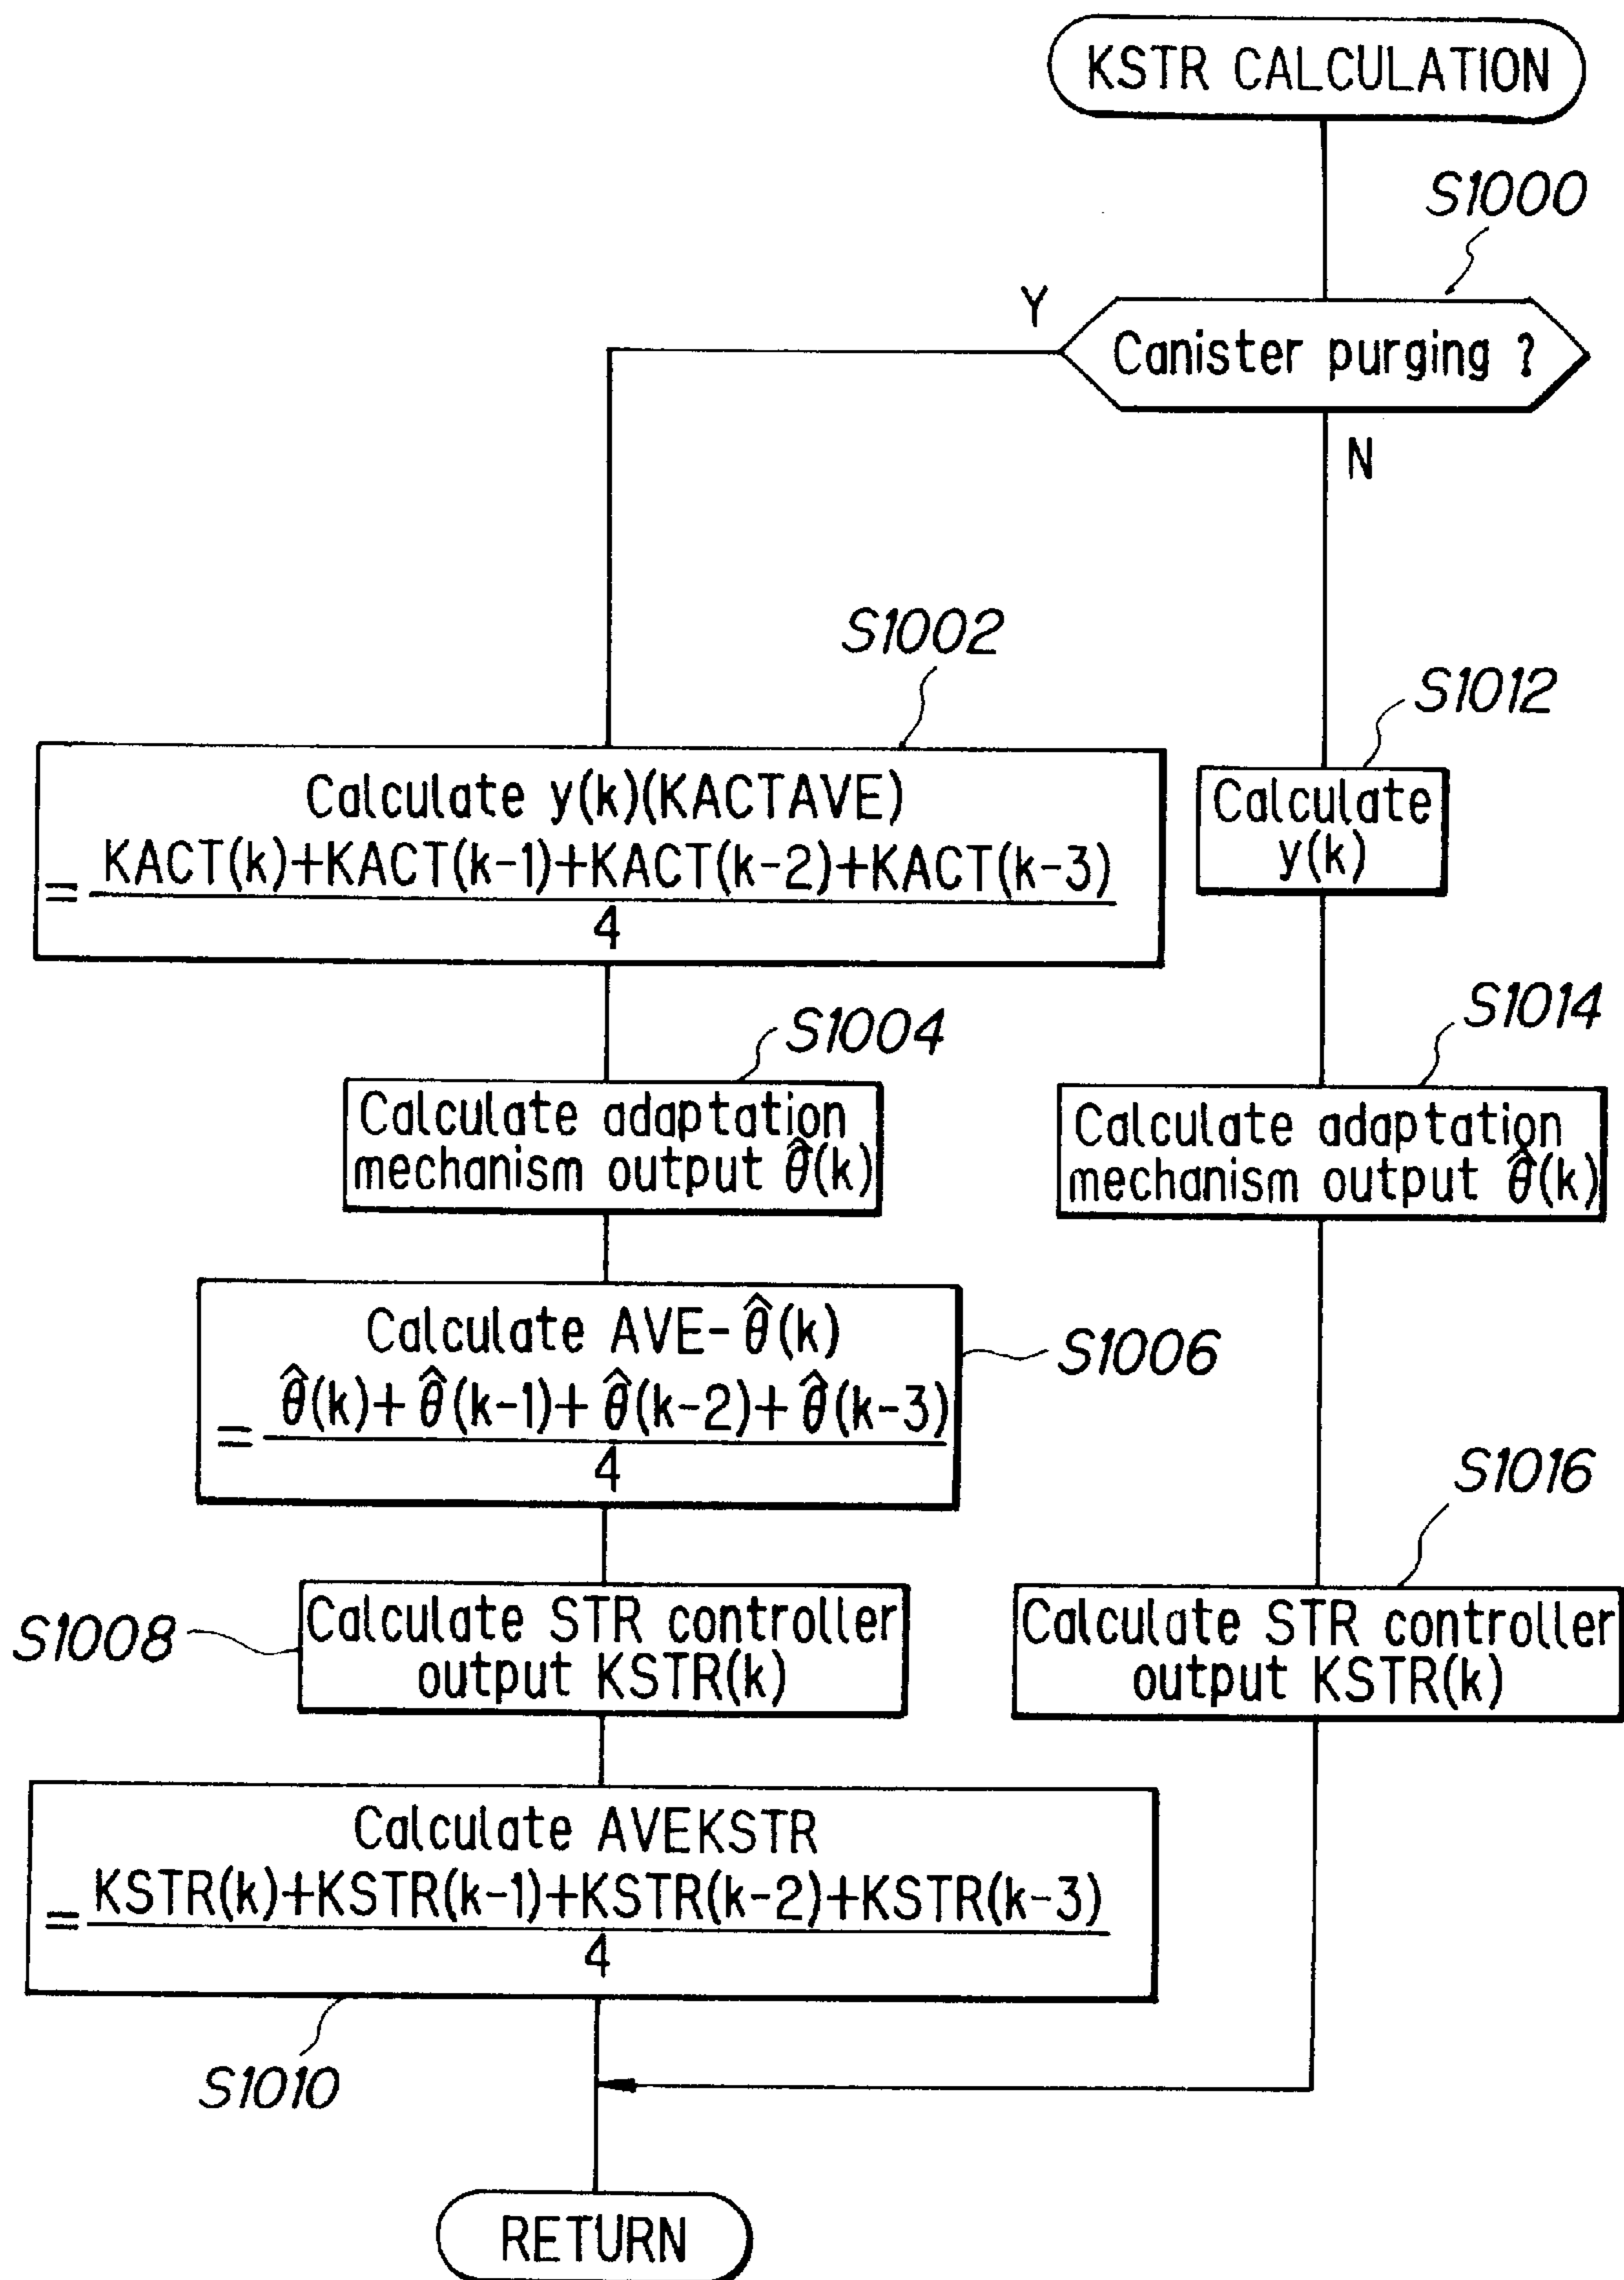 KSTR CALCULATION
S1000
Y
Canister purging ?
N
S1002
Calculate y(k)(KACTAVE)
= KACT(k)+KACT(k-1)+KACT(k-2)+KACT(k-3)
4
S1004
Calculate adaptation
mechanism output θ̂(k)
Calculate AVE-θ̂(k)
= θ̂(k)+θ̂(k-1)+θ̂(k-2)+θ̂(k-3)
4
S1006
S1008
Calculate STR controller
output KSTR(k)
Calculate AVEKSTR
= KSTR(k)+KSTR(k-1)+KSTR(k-2)+KSTR(k-3)
4
S1010
S1012
Calculate
y(k)
S1014
Calculate adaptation
mechanism output θ̂(k)
S1016
Calculate STR controller
output KSTR(k)
RETURN